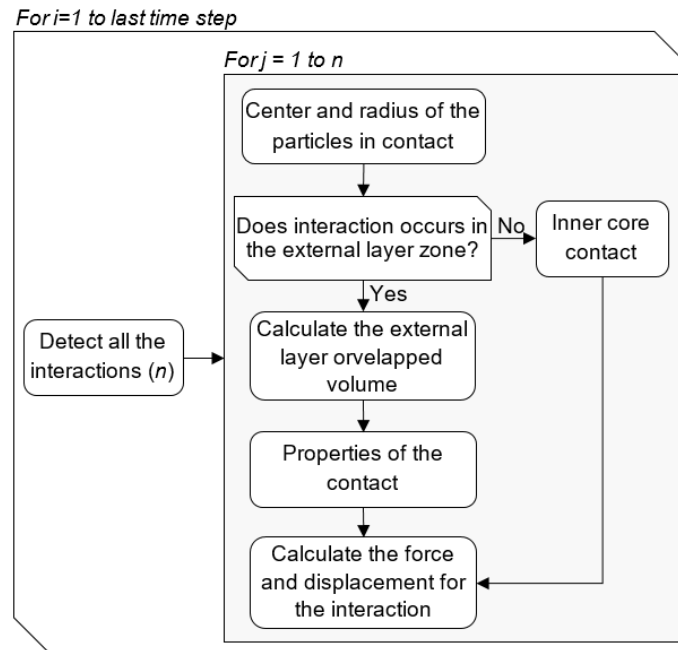 For i=1 to last time step
For j = 1 to n
Center and radius of the
particles in contact
Does interaction occurs in
the external layer zone?
No
Inner core
contact
Yes
Detect all the
interactions (n)
Calculate the external
layer orvelapped
volume
Properties of the
contact
Calculate the force
and displacement for
the interaction